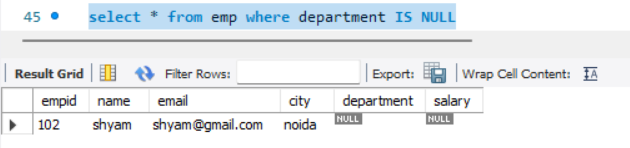 45 select * from emp where department IS NULL
Result Grid Filter Rows: Export: Wrap Cell Content:
empid name email city department salary
102 shyam shyam@gmail.com noida NULL NULL